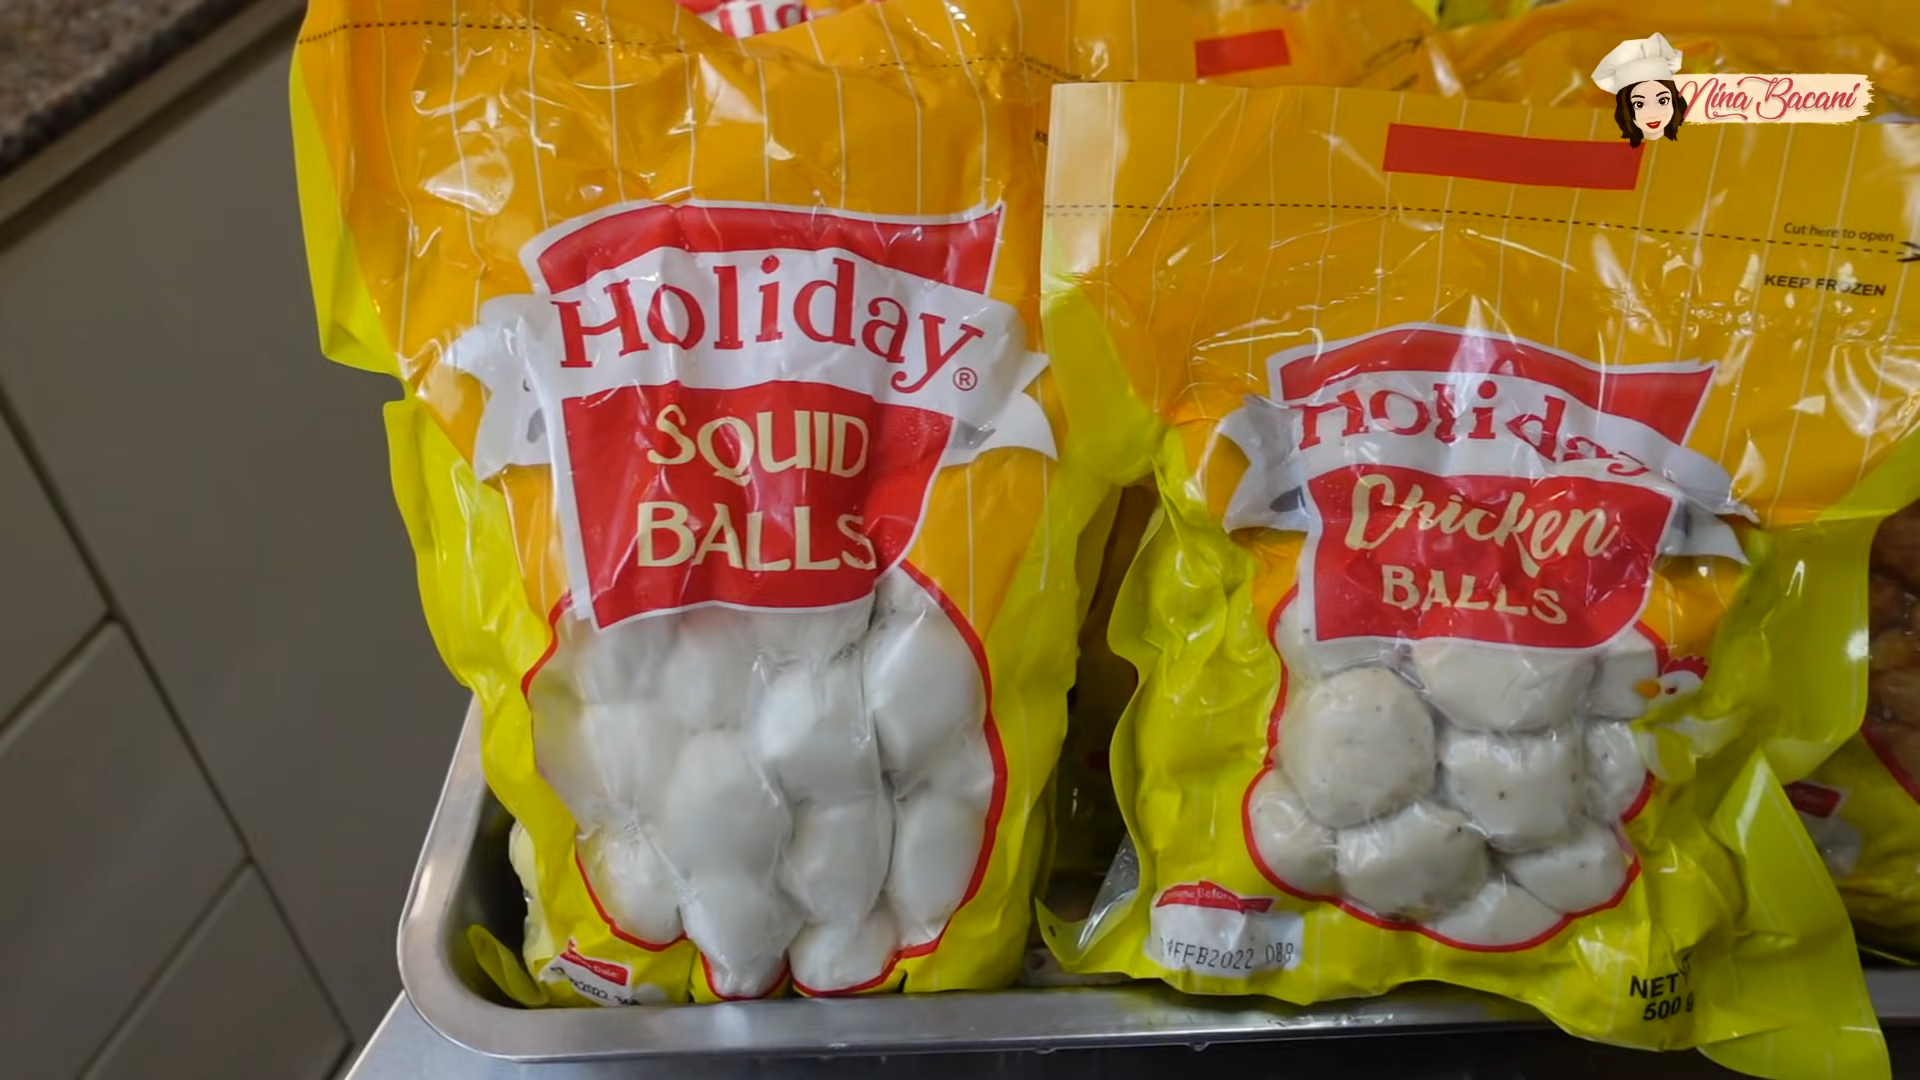 Nina Bacani
Holiday®
SQUID
BALLS
Cut here to open
KEEP FROZEN
Holiday
Chicken
BALLS
FEB2022
NET
500 g